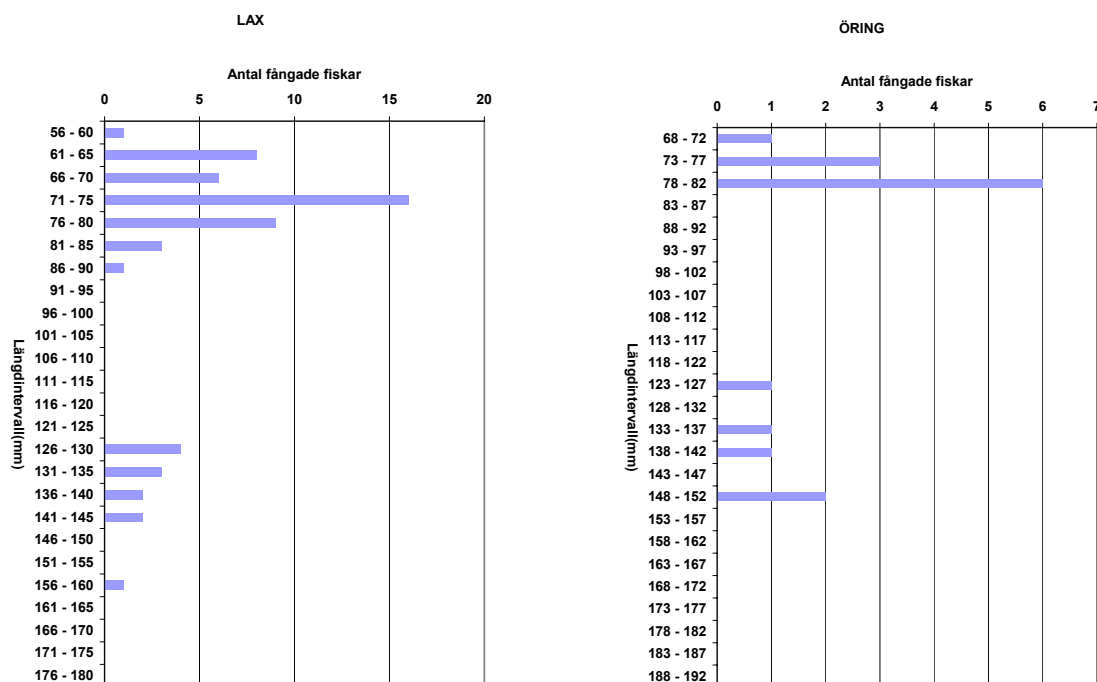 LAX
Antal fångade fiskar
0 5 10 15 20
56 - 60
61 - 65
66 - 70
71 - 75
76 - 80
81 - 85
86 - 90
91 - 95
96 - 100
101 - 105
106 - 110
111 - 115
116 - 120
121 - 125
126 - 130
131 - 135
136 - 140
141 - 145
146 - 150
151 - 155
156 - 160
161 - 165
166 - 170
171 - 175
176 - 180
Längdintervall(mm)
ÖRING
Antal fångade fiskar
0 1 2 3 4 5 6 7
68 - 72
73 - 77
78 - 82
83 - 87
88 - 92
93 - 97
98 - 102
103 - 107
108 - 112
113 - 117
118 - 122
123 - 127
128 - 132
133 - 137
138 - 142
143 - 147
148 - 152
153 - 157
158 - 162
163 - 167
168 - 172
173 - 177
178 - 182
183 - 187
188 - 192
Längdintervall(mm)